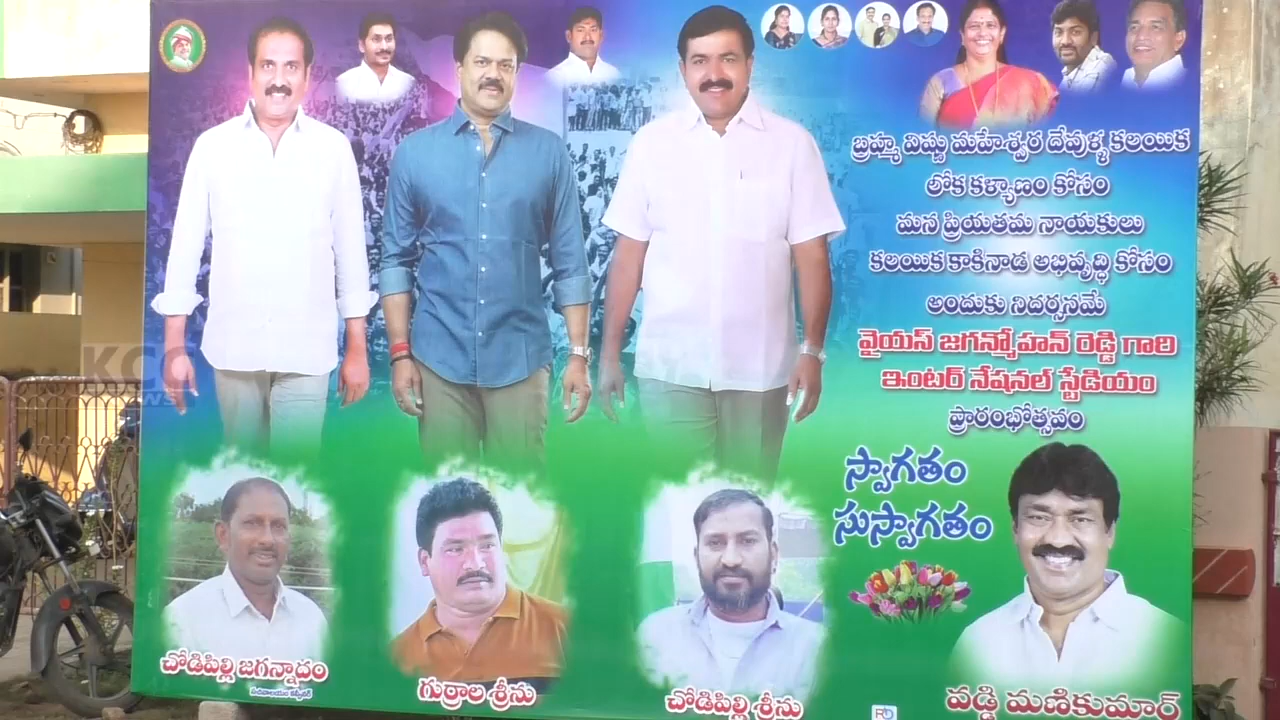 బ్రహ్మ విష్ణు మహేశ్వర దేవుళ్ళ కలయిక
లోక కళ్యాణం కోసం
మన ప్రియతమ నాయకులు
కలయిక కాకినాడ అభివృద్ధి కోసం
అందుకు నిదర్సనమే
వైయస్ జగన్మోహన్ రెడ్డి గారి
ఇంటర్ నేషనల్ స్టేడియం
ప్రారంభోత్సవం
స్వాగతం
సుస్వాగతం
చోడిపిల్లి జగన్నాదం
గుర్రాల శ్రీను
చోడిపిల్లి శ్రీను
వడ్డి మణికుమార్